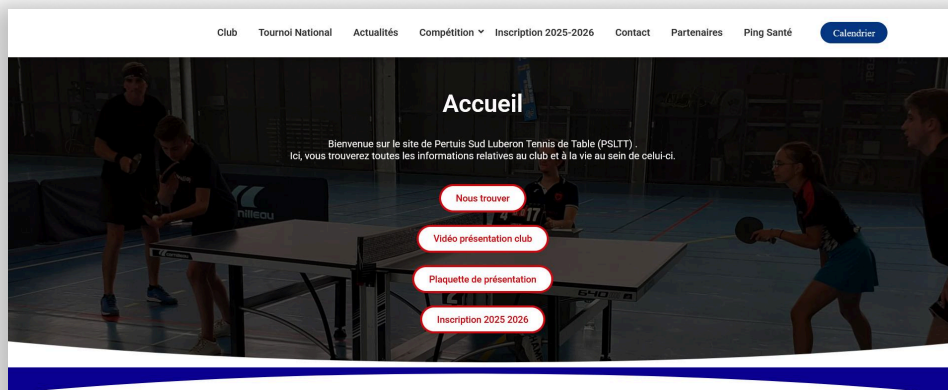 Club Tournoi National Actualités Compétition Inscription 2025-2026 Contact Partenaires Ping Santé Calendrier
Accueil
Bienvenue sur le site de Pertuis Sud Luberon Tennis de Table (PSLTT) .
Ici, vous trouverez toutes les informations relatives au club et à la vie au sein de celui-ci.
Nous trouver
Vidéo présentation club
Plaquette de présentation
Inscription 2025 2026
640